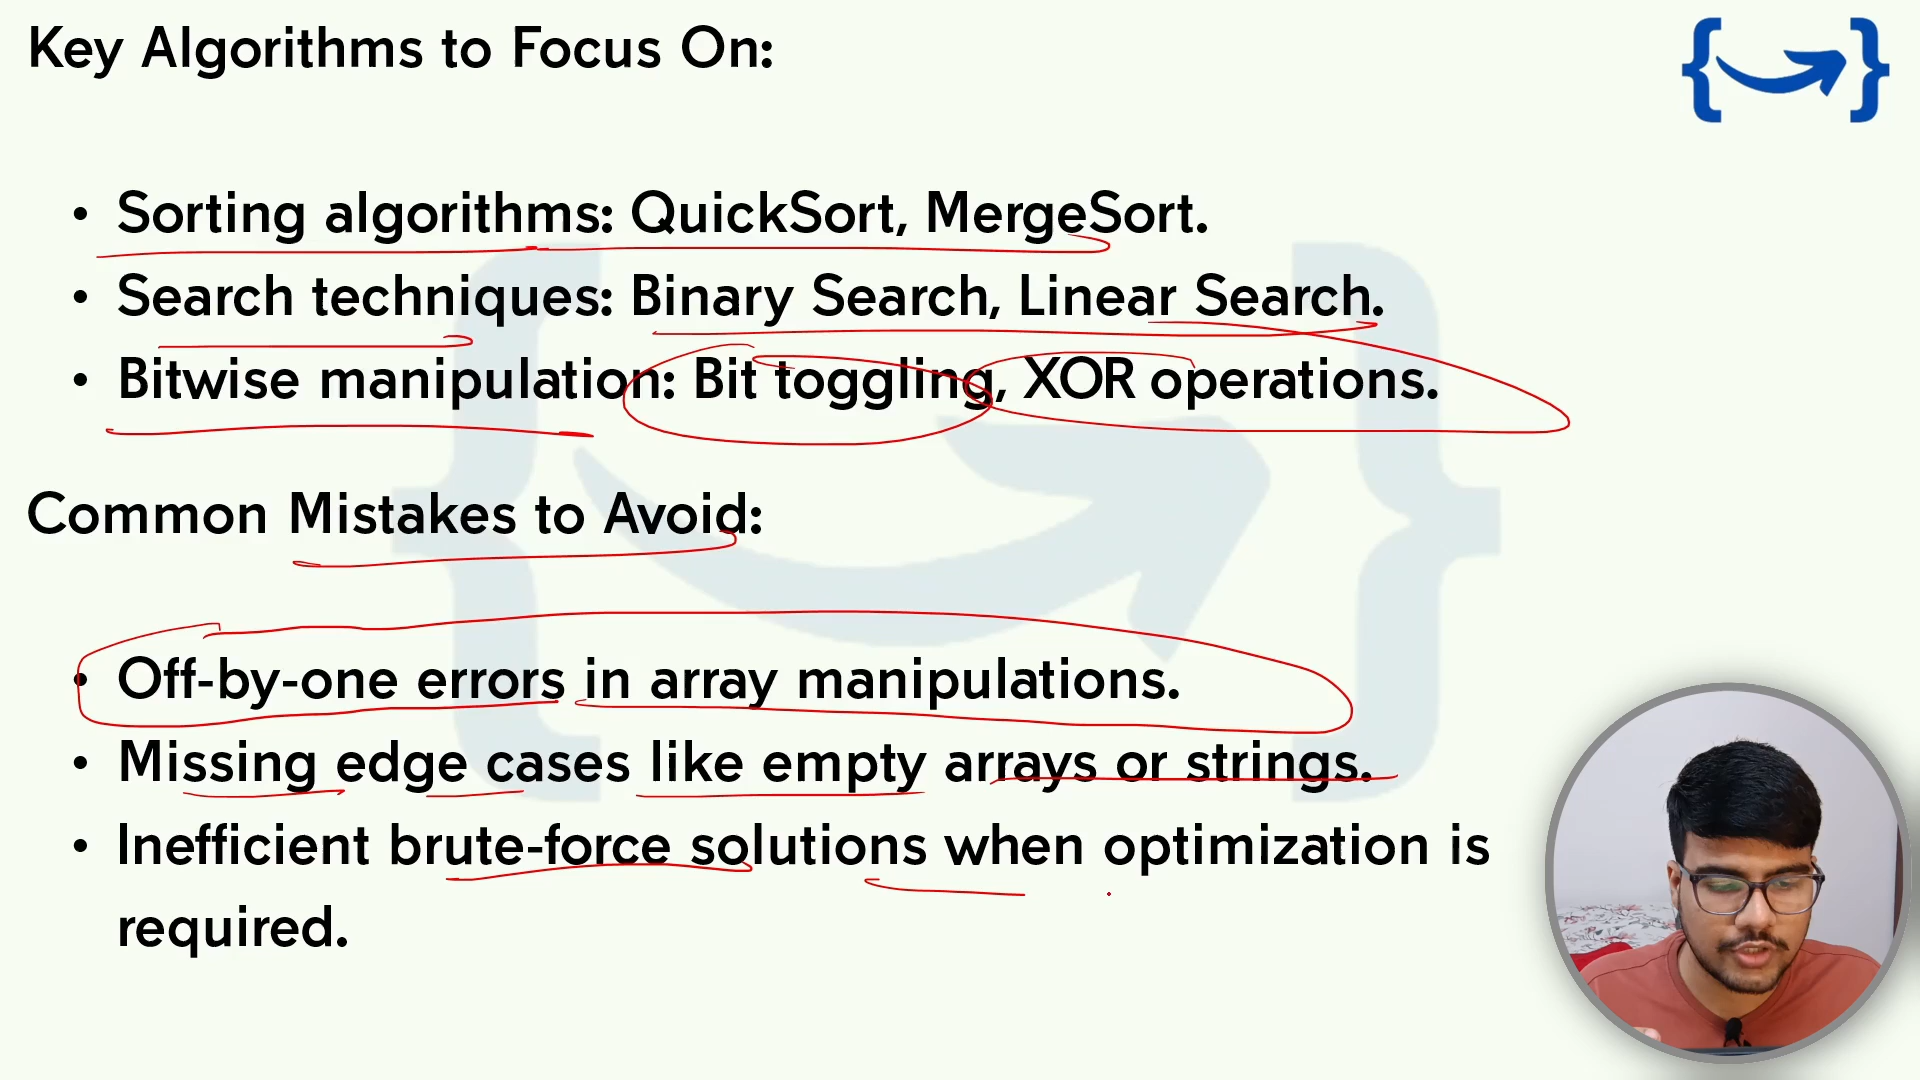 Key Algorithms to Focus On:
• Sorting algorithms: QuickSort, MergeSort.
• Search techniques: Binary Search, Linear Search.
• Bitwise manipulation: Bit toggling, XOR operations.
Common Mistakes to Avoid:
• Off-by-one errors in array manipulations.
• Missing edge cases like empty arrays or strings.
• Inefficient brute-force solutions when optimization is
required.